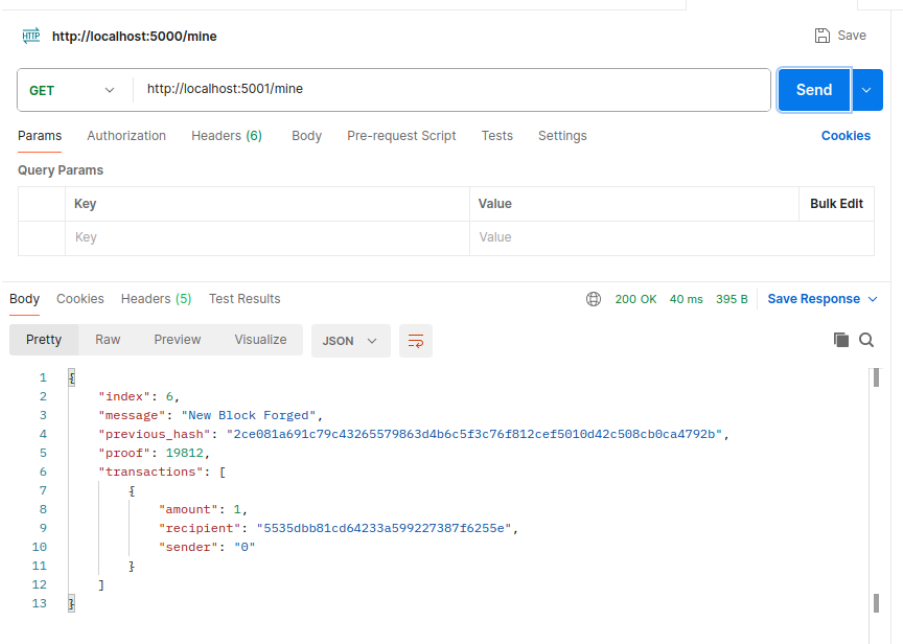 HTTP http://localhost:5000/mine Save
GET http://localhost:5001/mine Send
Params Authorization Headers (6) Body Pre-request Script Tests Settings Cookies
Query Params
Key Value Bulk Edit
Key Value
Body Cookies Headers (5) Test Results 200 OK 40 ms 395 B Save Response
Pretty Raw Preview Visualize JSON
1 {
2 "index": 6,
3 "message": "New Block Forged",
4 "previous_hash": "2ce081a691c79c43265579863d4b6c5f3c76f812cef5010d42c508cb0ca4792b",
5 "proof": 19812,
6 "transactions": [
7 {
8 "amount": 1,
9 "recipient": "5535dbb81cd64233a599227387f6255e",
10 "sender": "0"
11 }
12 ]
13 }